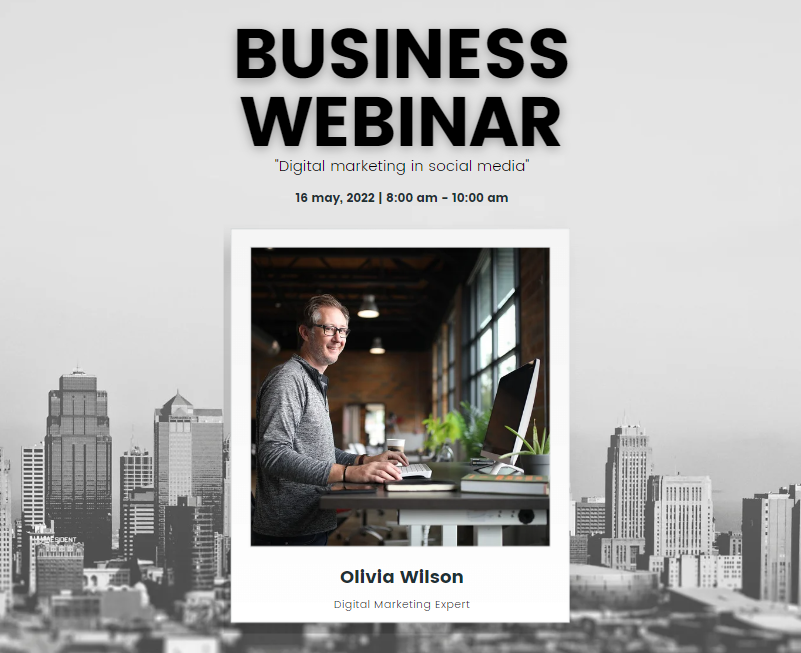 BUSINESS
WEBINAR
"Digital marketing in social media"
16 may, 2022 | 8:00 am - 10:00 am
Olivia Wilson
Digital Marketing Expert